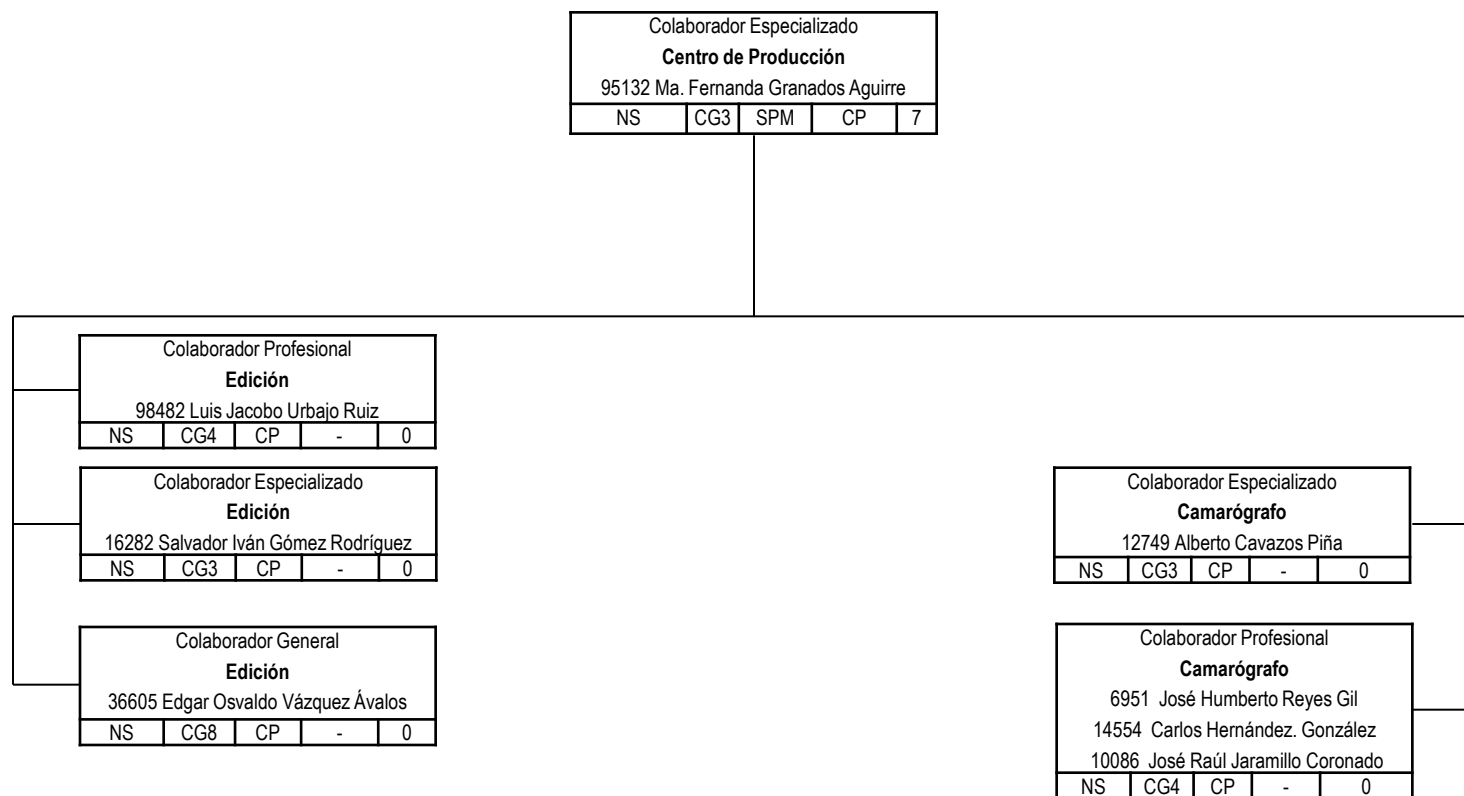 Colaborador Especializado
Centro de Producción
95132 Ma. Fernanda Granados Aguirre
NS CG3 SPM CP 7
Colaborador Profesional
Edición
98482 Luis Jacobo Urbajo Ruiz
NS CG4 CP - 0
Colaborador Especializado
Edición
16282 Salvador Iván Gómez Rodríguez
NS CG3 CP - 0
Colaborador General
Edición
36605 Edgar Osvaldo Vázquez Ávalos
NS CG8 CP - 0
Colaborador Especializado
Camarógrafo
12749 Alberto Cavazos Piña
NS CG3 CP - 0
Colaborador Profesional
Camarógrafo
6951 José Humberto Reyes Gil
14554 Carlos Hernández. González
10086 José Raúl Jaramillo Coronado
NS CG4 CP - 0